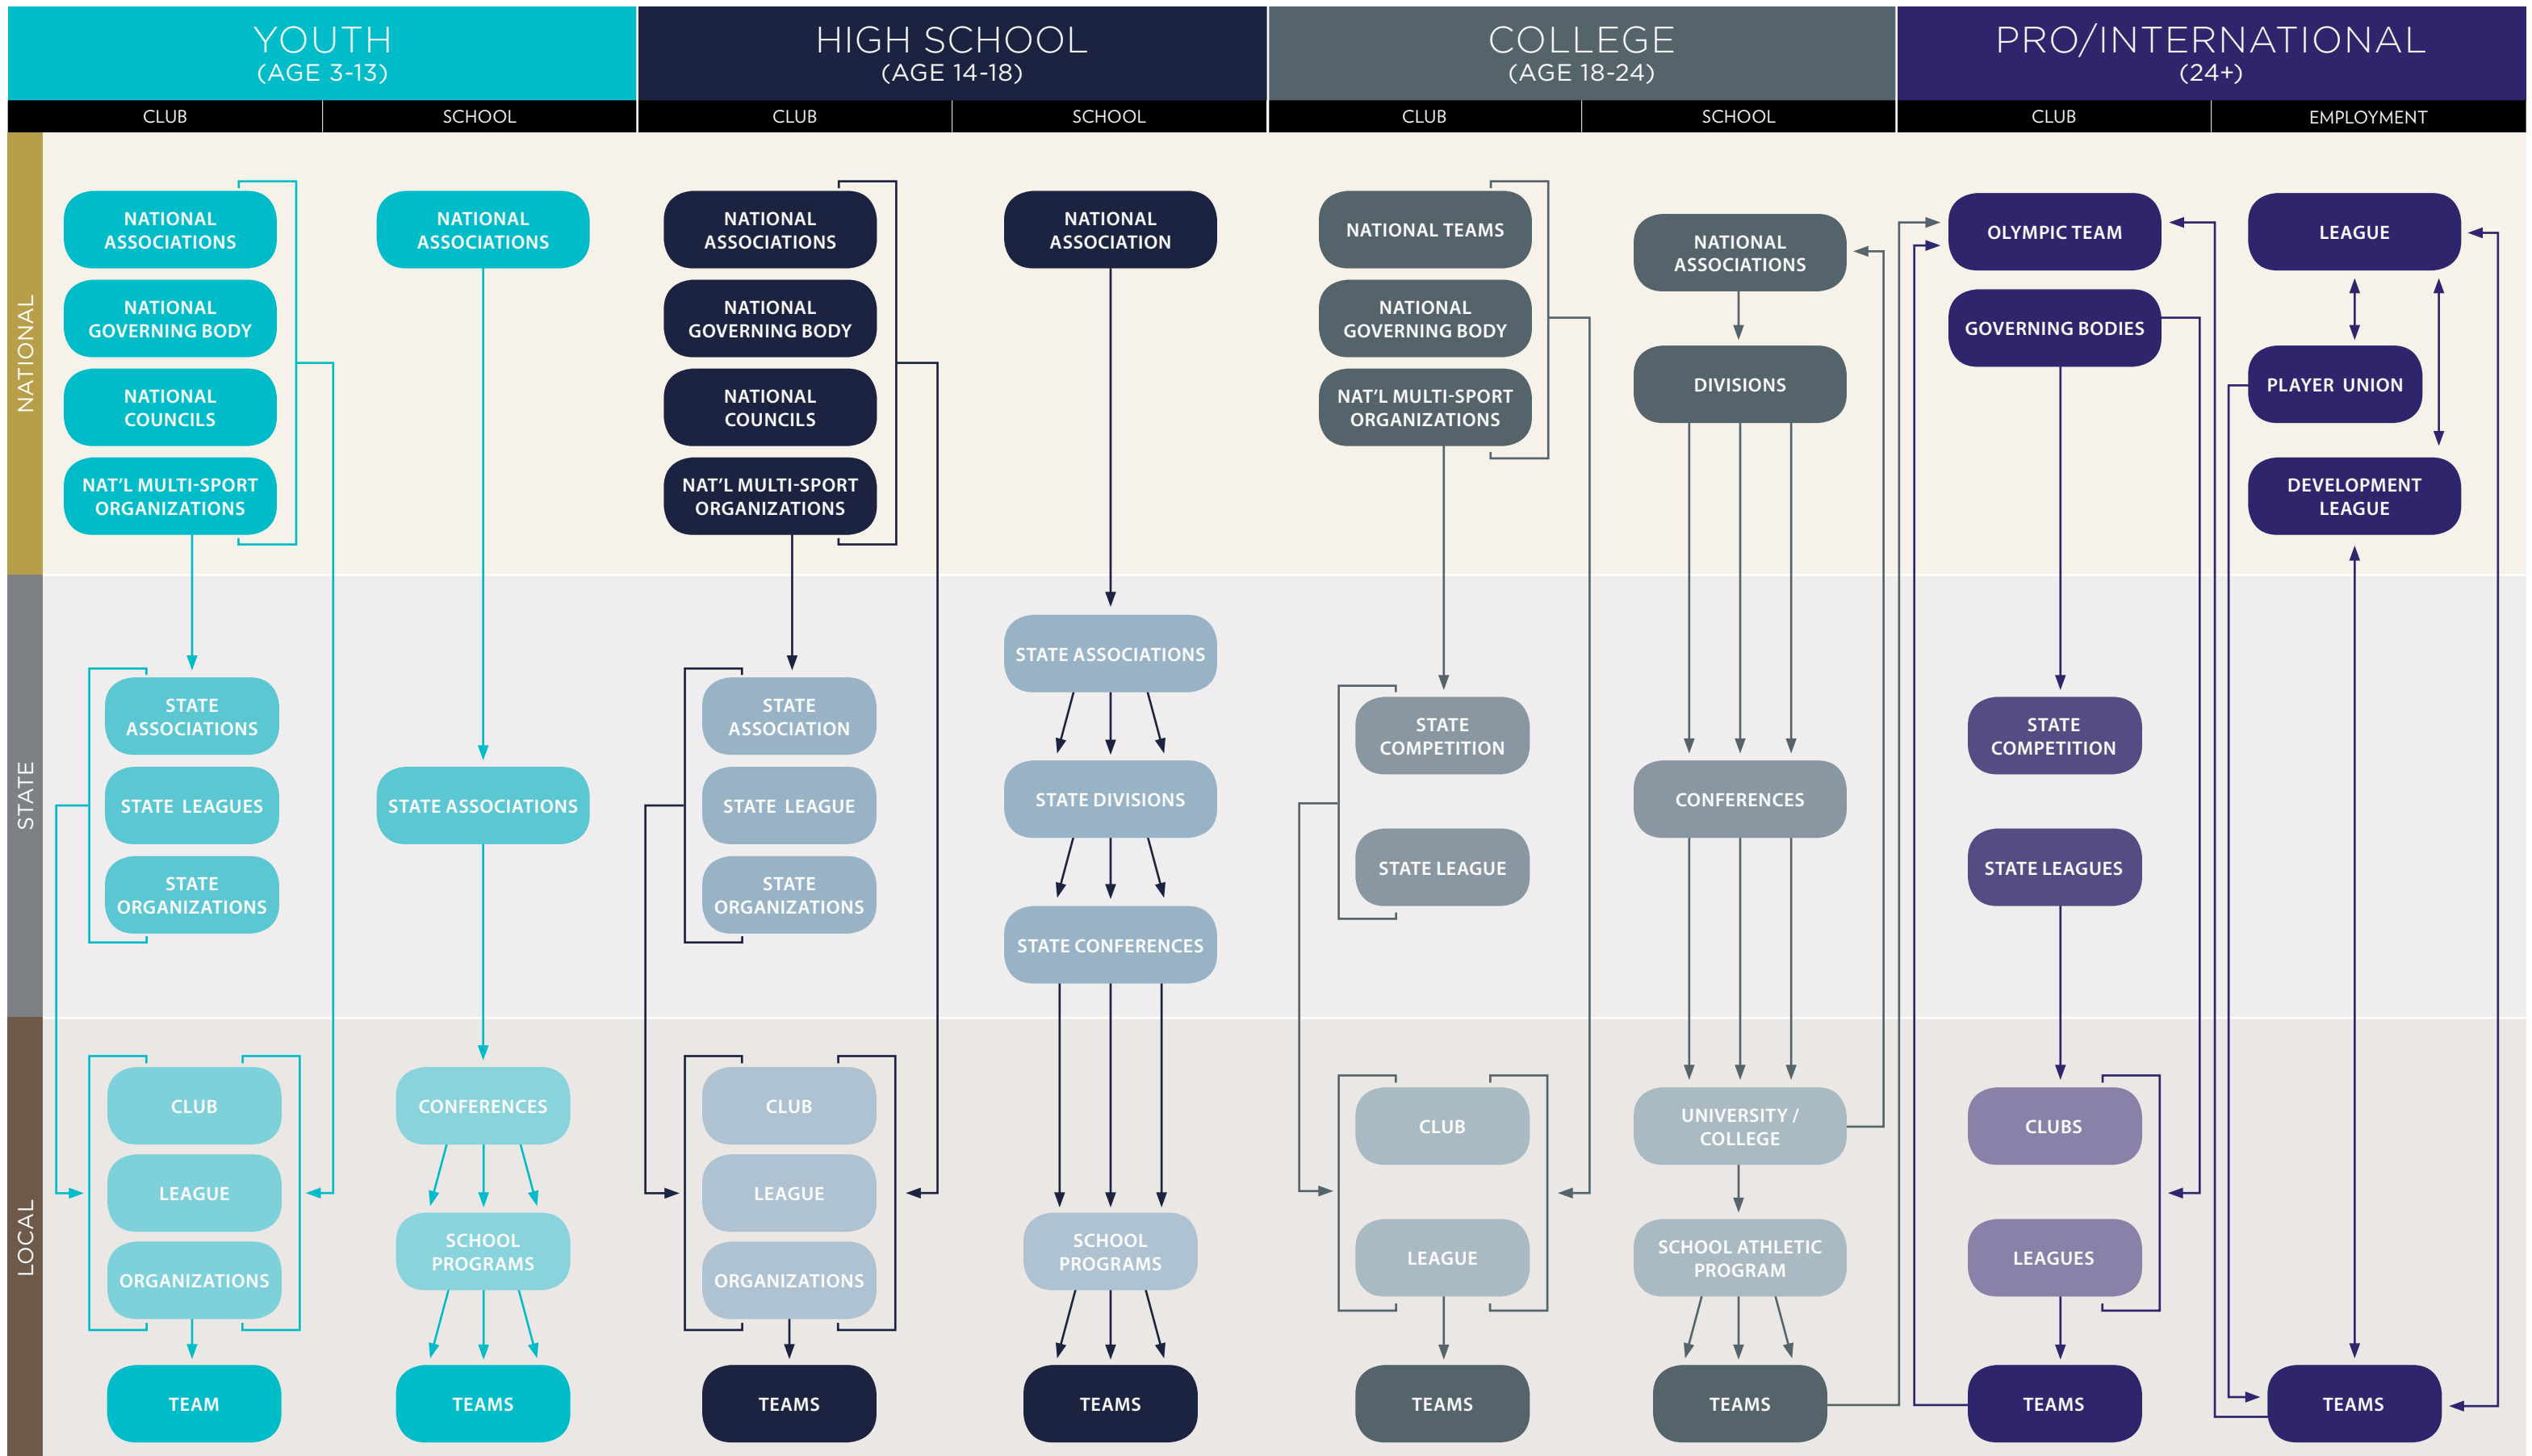 YOUTH
(AGE 3-13)
HIGH SCHOOL
(AGE 14-18)
COLLEGE
(AGE 18-24)
PRO/INTERNATIONAL
(24+)
CLUB
SCHOOL
CLUB
SCHOOL
CLUB
SCHOOL
CLUB
EMPLOYMENT
NATIONAL
NATIONAL
ASSOCIATIONS
NATIONAL
GOVERNING BODY
NATIONAL
COUNCILS
NAT'L MULTI-SPORT
ORGANIZATIONS
NATIONAL
ASSOCIATIONS
NATIONAL
ASSOCIATIONS
NATIONAL
GOVERNING BODY
NATIONAL
COUNCILS
NAT'L MULTI-SPORT
ORGANIZATIONS
NATIONAL
ASSOCIATION
NATIONAL TEAMS
NATIONAL
GOVERNING BODY
NAT'L MULTI-SPORT
ORGANIZATIONS
NATIONAL
ASSOCIATIONS
DIVISIONS
OLYMPIC TEAM
GOVERNING BODIES
LEAGUE
PLAYER UNION
DEVELOPMENT
LEAGUE
STATE
STATE
ASSOCIATIONS
STATE LEAGUES
STATE
ORGANIZATIONS
STATE ASSOCIATIONS
STATE
ASSOCIATION
STATE LEAGUE
STATE
ORGANIZATIONS
STATE ASSOCIATIONS
STATE DIVISIONS
STATE CONFERENCES
STATE
COMPETITION
STATE LEAGUE
CONFERENCES
STATE
COMPETITION
STATE LEAGUES
LOCAL
CLUB
LEAGUE
ORGANIZATIONS
TEAM
CONFERENCES
SCHOOL
PROGRAMS
TEAMS
CLUB
LEAGUE
ORGANIZATIONS
TEAMS
SCHOOL
PROGRAMS
TEAMS
CLUB
LEAGUE
TEAMS
UNIVERSITY /
COLLEGE
SCHOOL ATHLETIC
PROGRAM
TEAMS
CLUBS
LEAGUES
TEAMS
TEAMS